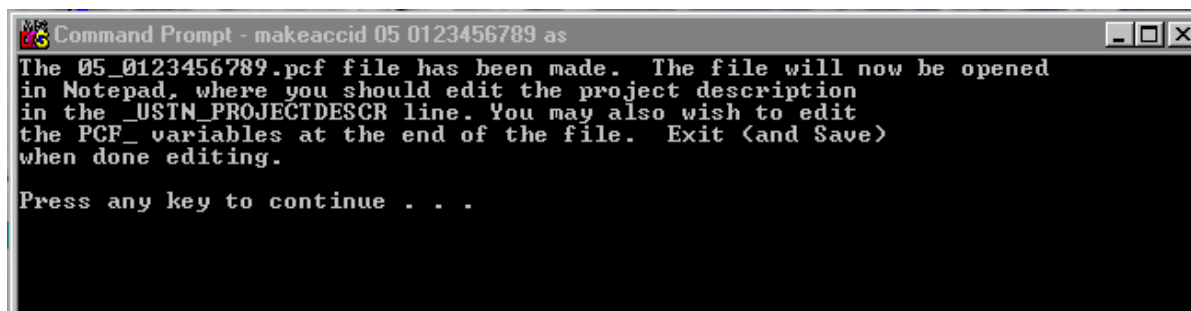 Command Prompt - makeaccid 05 0123456789 as
The 05_0123456789.pcf file has been made.  The file will now be opened
in Notepad, where you should edit the project description
in the _USTN_PROJECTDESCR line. You may also wish to edit
the PCF_ variables at the end of the file.  Exit (and Save)
when done editing.
Press any key to continue . . .